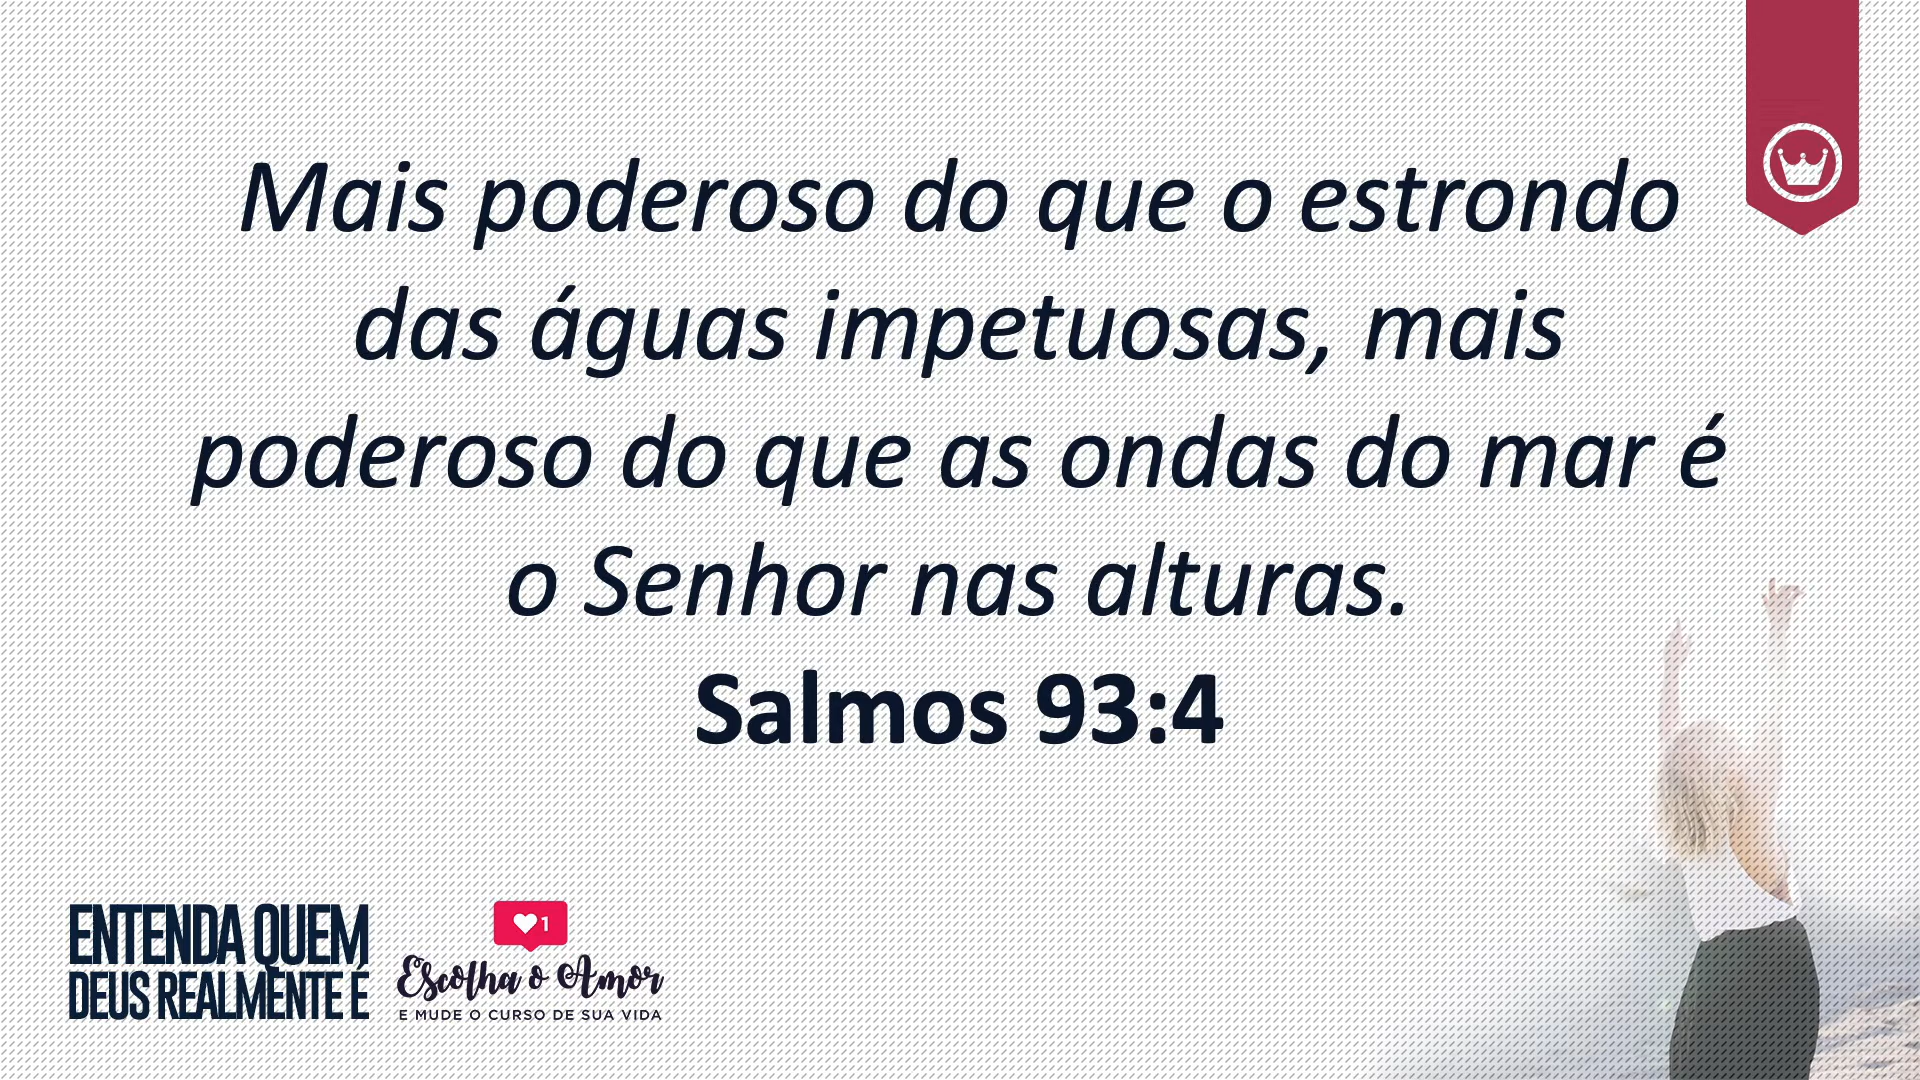 Mais poderoso do que o estrondo
das águas impetuosas, mais
poderoso do que as ondas do mar é
o Senhor nas alturas.
Salmos 93:4
ENTENDA QUEM
DEUS REALMENTE É
1
Escolha o Amor
E MUDE O CURSO DE SUA VIDA